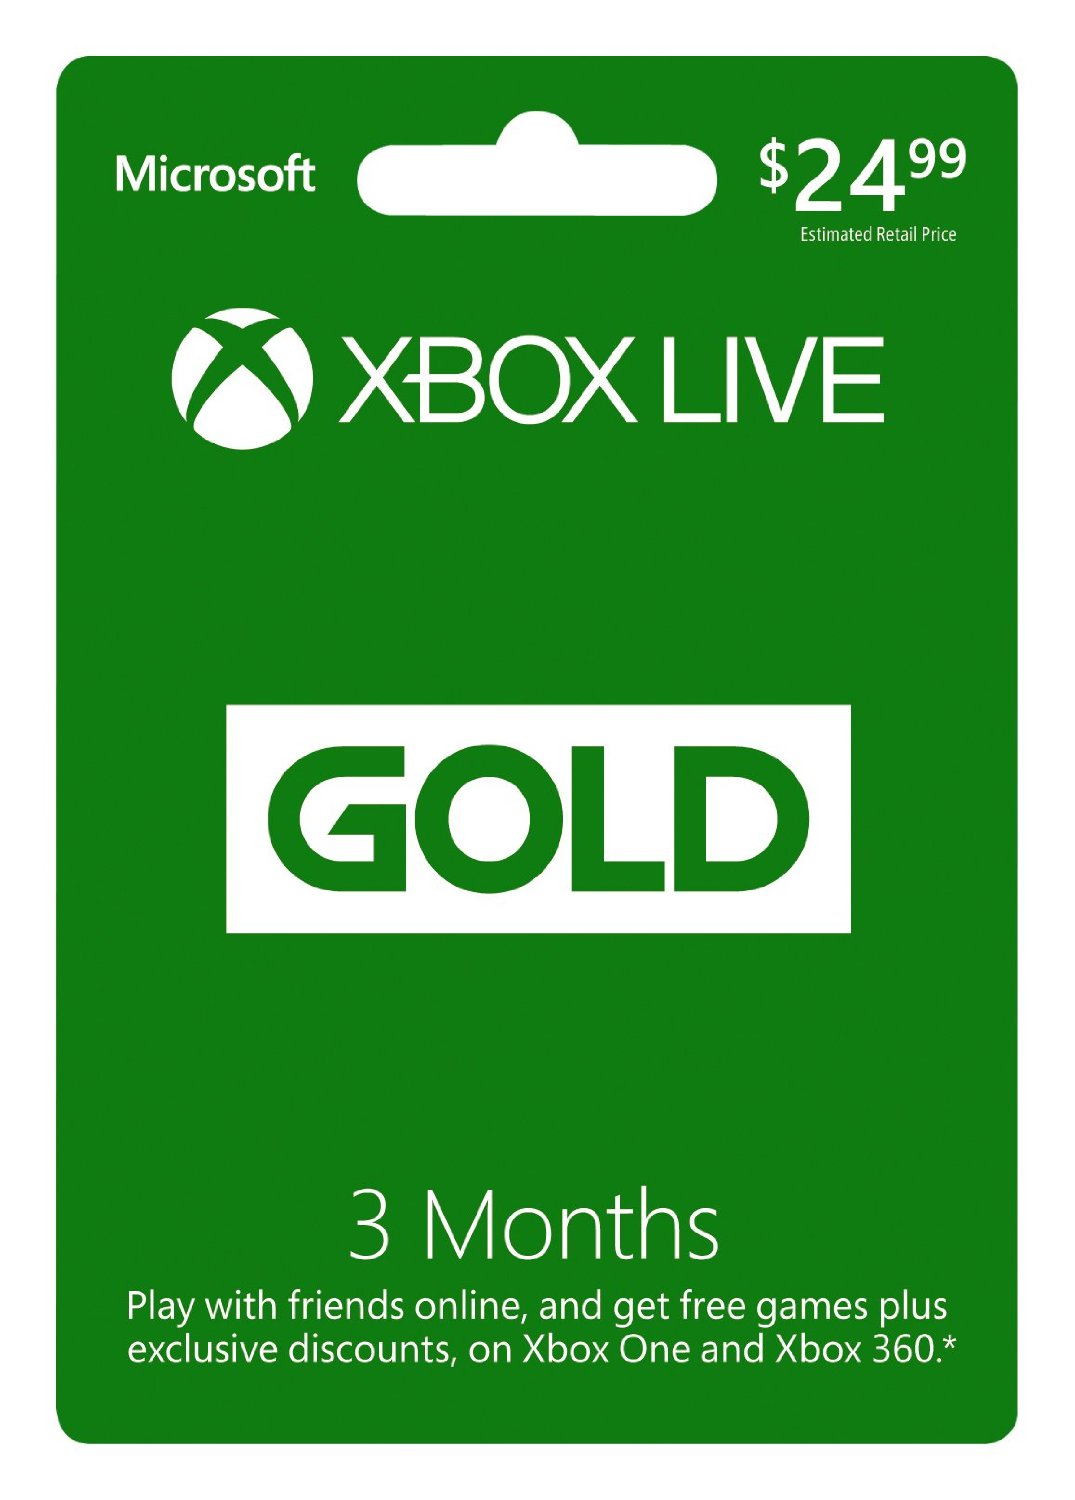 Microsoft
$24.99
Estimated Retail Price
XBOX LIVE
GOLD
3 Months
Play with friends online, and get free games plus
exclusive discounts, on Xbox One and Xbox 360.*